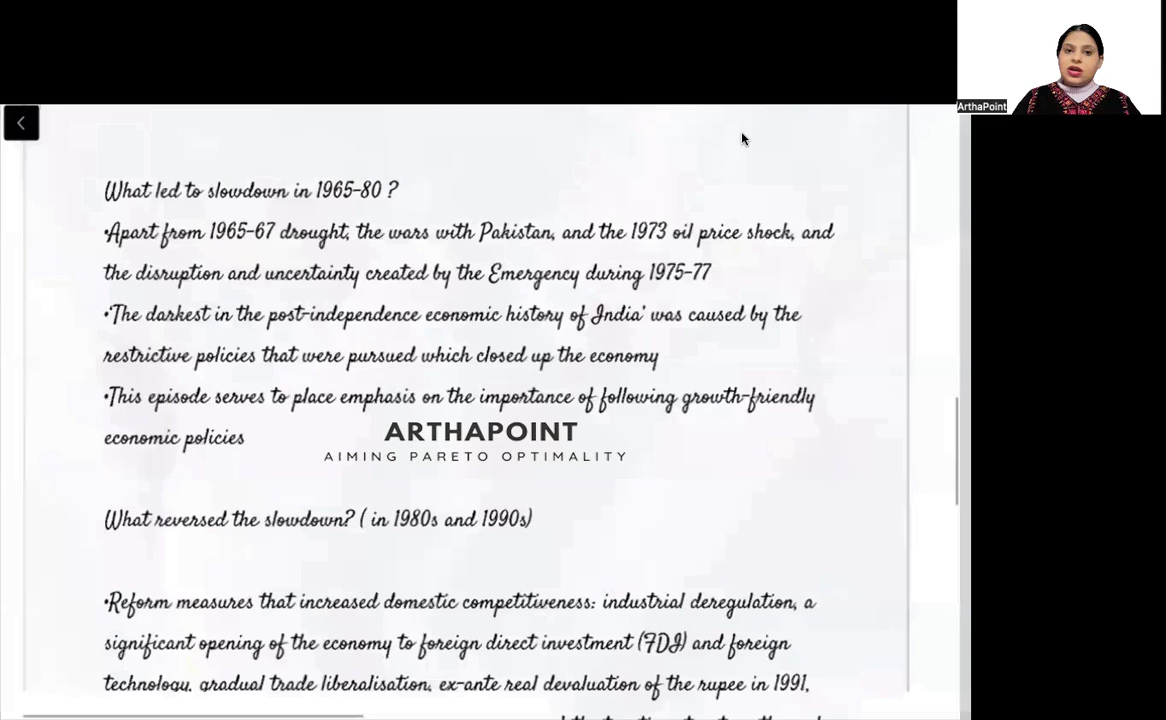 ArthaPoint
What led to slowdown in 1965-80 ?
•Apart from 1965-67 drought, the wars with Pakistan, and the 1973 oil price shock, and
the disruption and uncertainty created by the Emergency during 1975-77
•The darkest in the post-independence economic history of India' was caused by the
restrictive policies that were pursued which closed up the economy
•This episode serves to place emphasis on the importance of following growth-friendly
economic policies
ARTHAPOINT
AIMING PARETO OPTIMALITY
What reversed the slowdown? ( in 1980s and 1990s)
•Reform measures that increased domestic competitiveness: industrial deregulation, a
significant opening of the economy to foreign direct investment (FDI) and foreign
technology, gradual trade liberalisation, ex-ante real devaluation of the rupee in 1991,